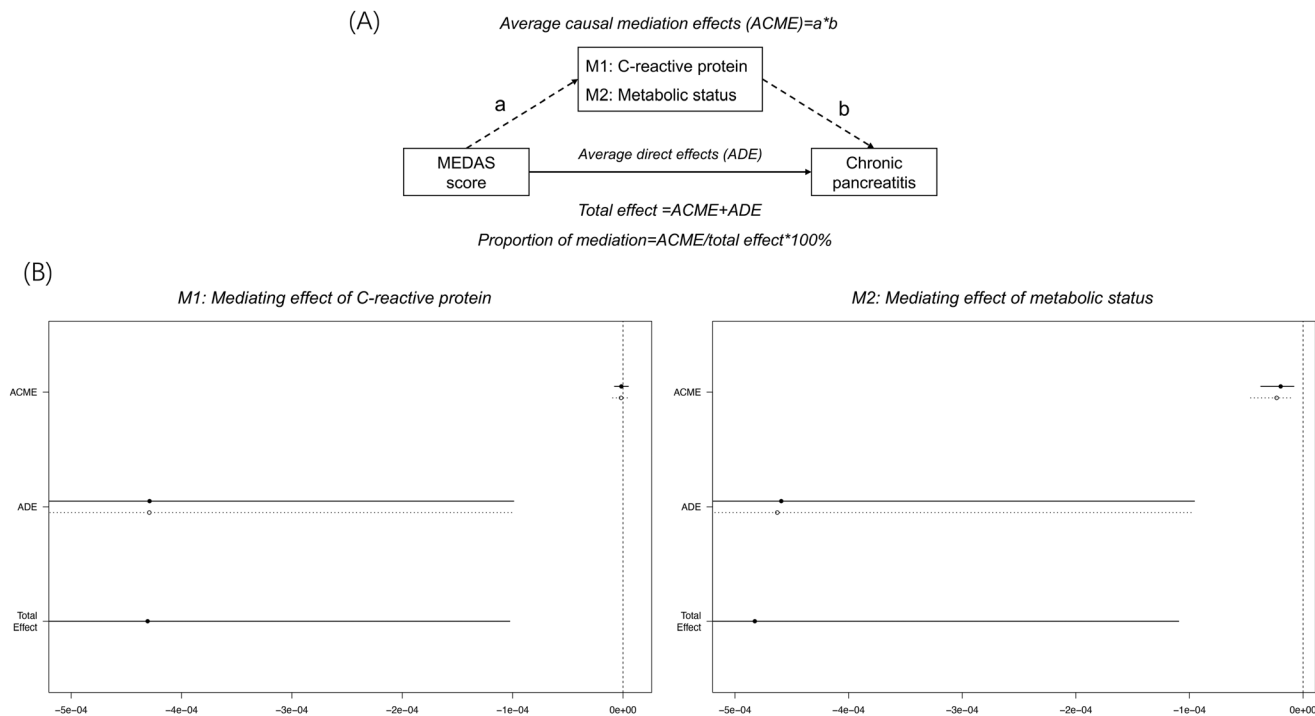 (A)
Average causal mediation effects (ACME)=a*b
M1: C-reactive protein
M2: Metabolic status
a
b
MEDAS
score
Average direct effects (ADE)
Chronic
pancreatitis
Total effect =ACME+ADE
Proportion of mediation=ACME/total effect*100%
(B)
M1: Mediating effect of C-reactive protein
ACME
ADE
Total
Effect
−5e−04 −4e−04 −3e−04 −2e−04 −1e−04 0e+00
M2: Mediating effect of metabolic status
ACME
ADE
Total
Effect
−5e−04 −4e−04 −3e−04 −2e−04 −1e−04 0e+00